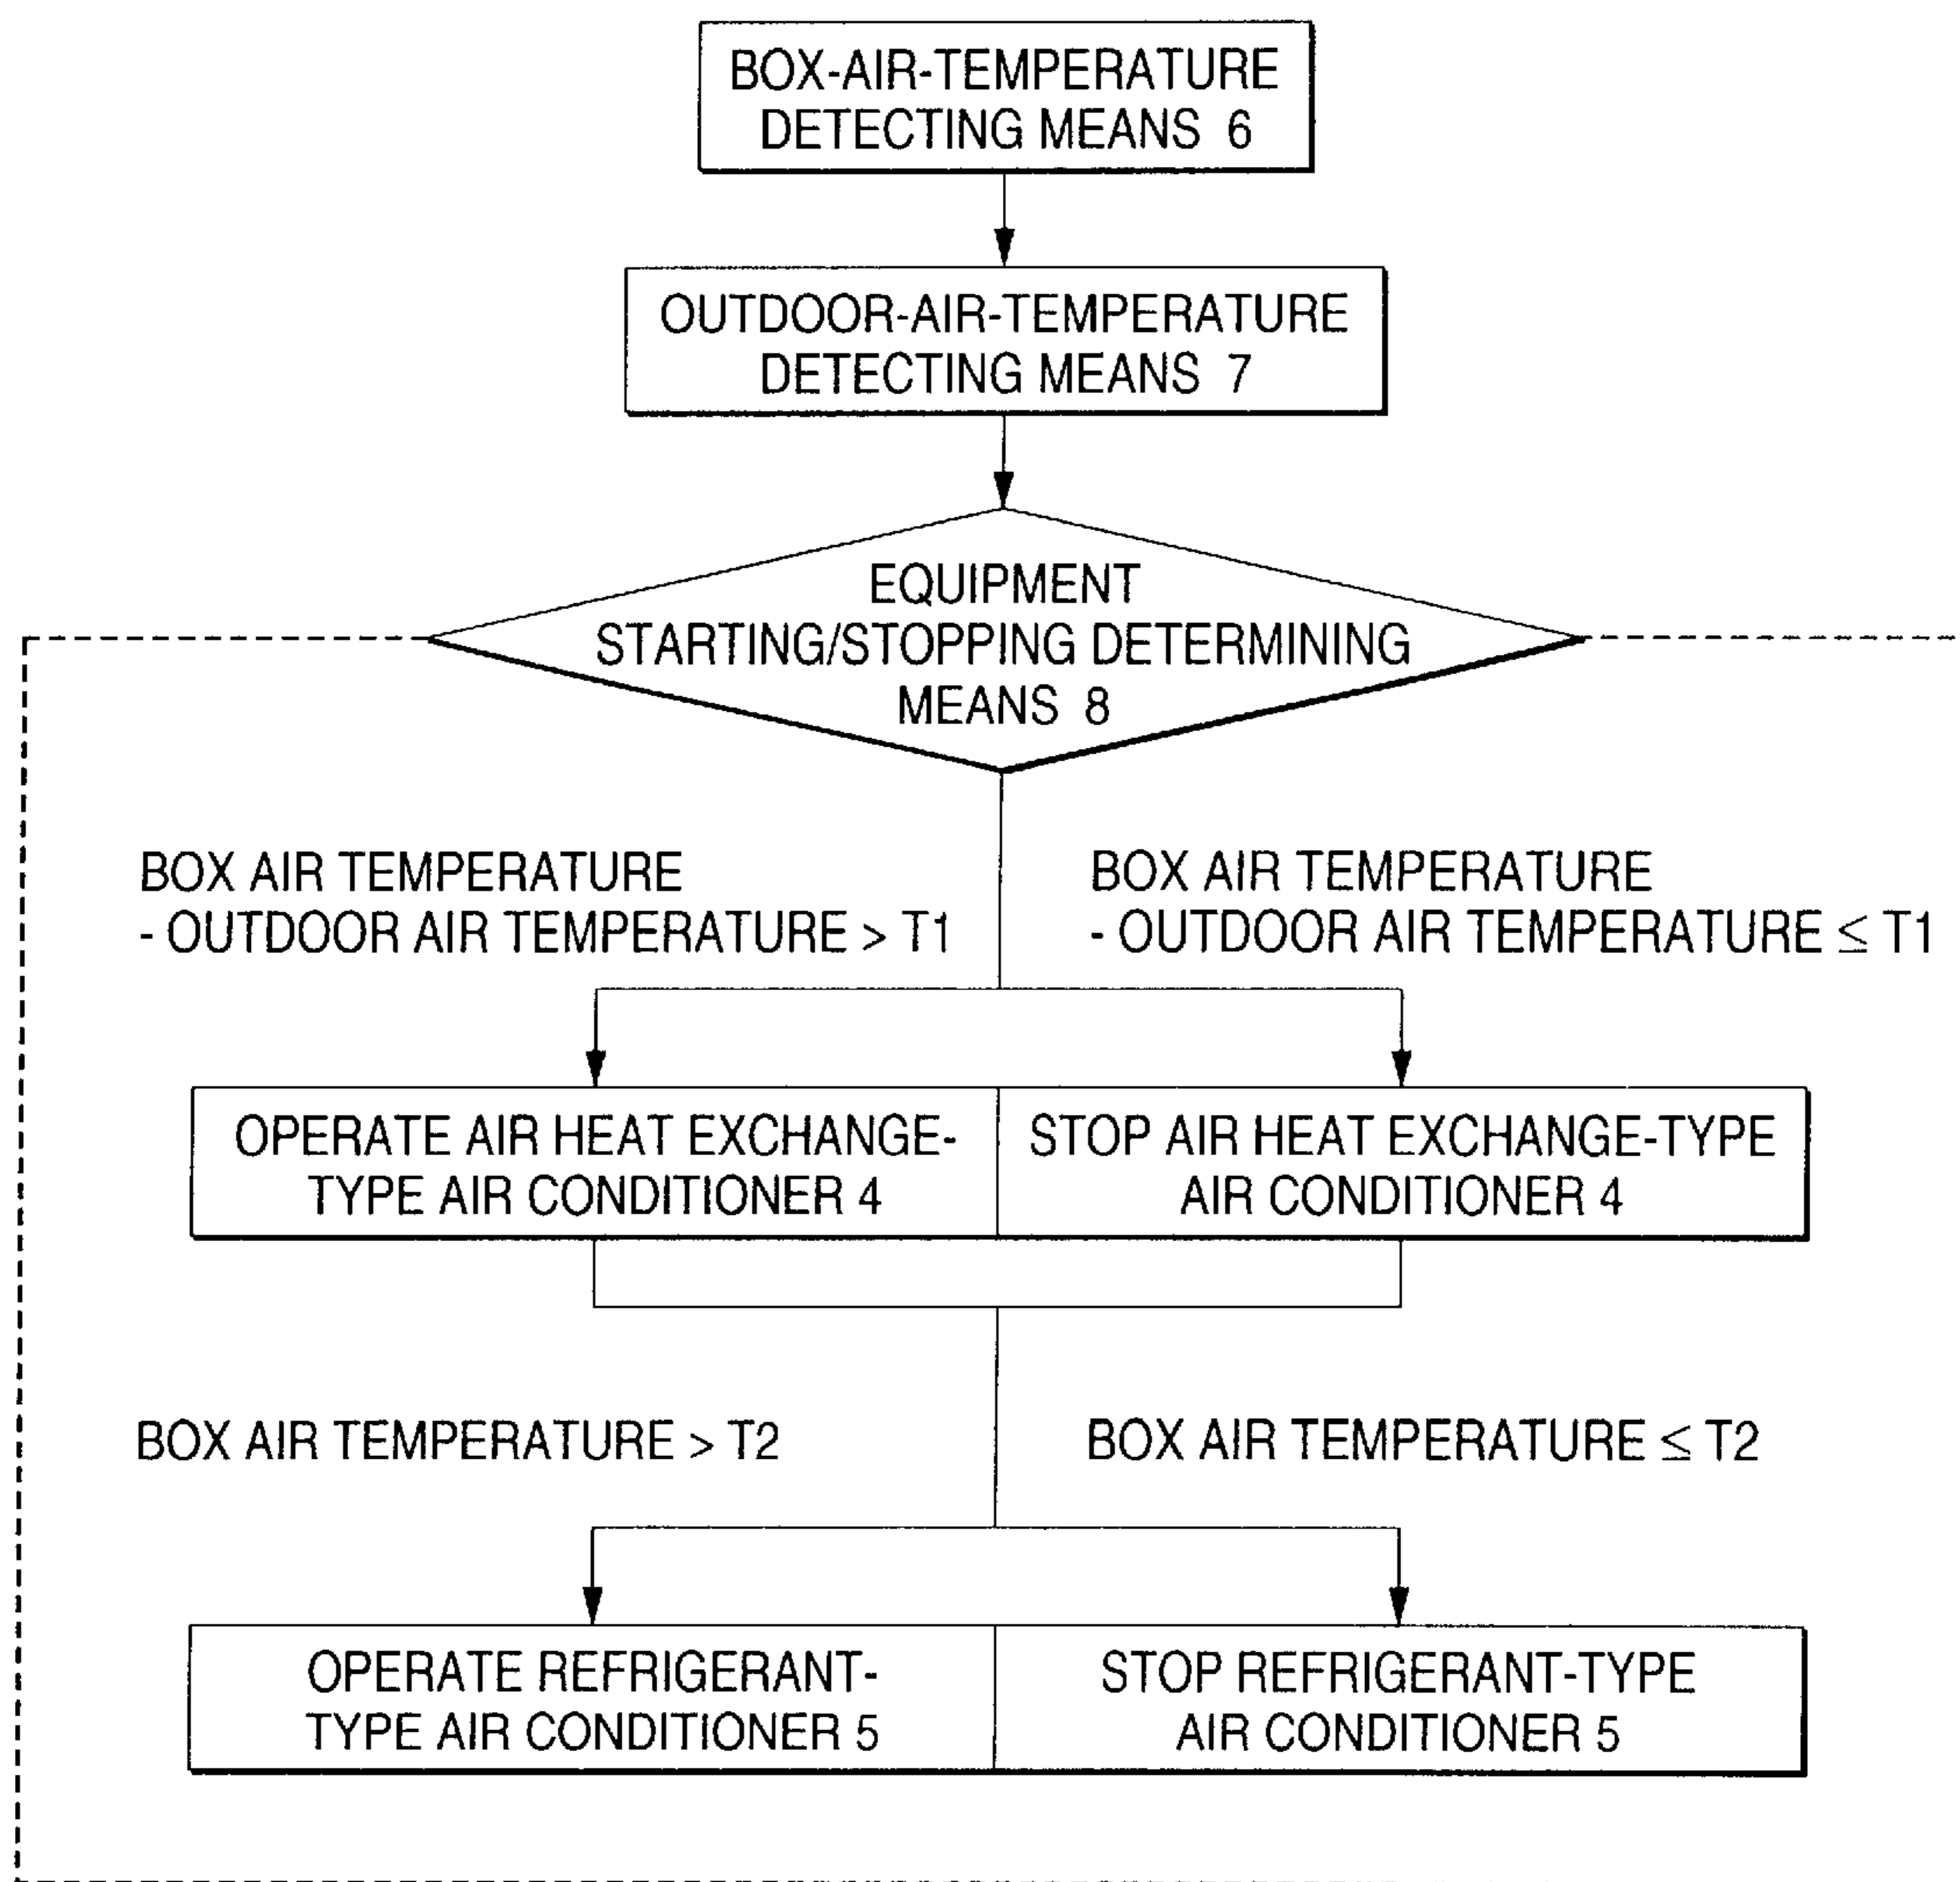 BOX-AIR-TEMPERATURE
DETECTING MEANS 6
OUTDOOR-AIR-TEMPERATURE
DETECTING MEANS 7
EQUIPMENT
STARTING/STOPPING DETERMINING
MEANS 8
BOX AIR TEMPERATURE
- OUTDOOR AIR TEMPERATURE > T1
BOX AIR TEMPERATURE
- OUTDOOR AIR TEMPERATURE ≤ T1
OPERATE AIR HEAT EXCHANGE-
TYPE AIR CONDITIONER 4
STOP AIR HEAT EXCHANGE-TYPE
AIR CONDITIONER 4
BOX AIR TEMPERATURE > T2
BOX AIR TEMPERATURE ≤ T2
OPERATE REFRIGERANT-
TYPE AIR CONDITIONER 5
STOP REFRIGERANT-TYPE
AIR CONDITIONER 5